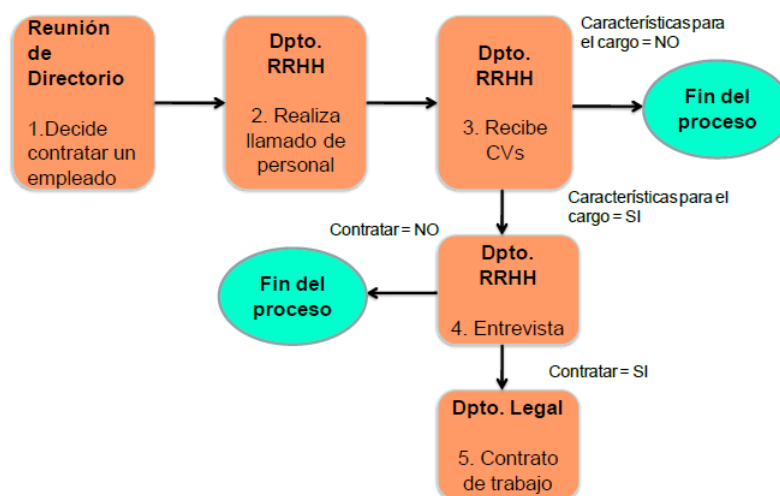 Reunión
de
Directorio
1.Decide
contratar un
empleado
Dpto.
RRHH
2. Realiza
llamado de
personal
Dpto.
RRHH
3. Recibe
CVs
Características para
el cargo = NO
Fin del
proceso
Características para el
cargo = SI
Contratar = NO
Fin del
proceso
Dpto.
RRHH
4. Entrevista
Contratar = SI
Dpto. Legal
5. Contrato
de trabajo